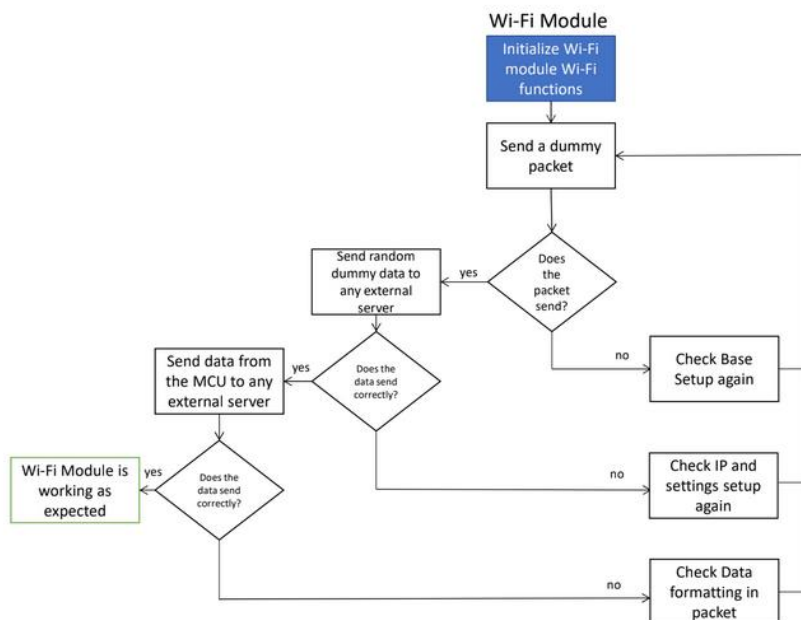 Wi-Fi Module
Initialize Wi-Fi
module Wi-Fi
functions
Send a dummy
packet
Does
the
packet
send?
yes
Send random
dummy data to
any external
server
no
Check Base
Setup again
Does the
data send
correctly?
yes
Send data from
the MCU to any
external server
no
Check IP and
settings setup
again
Does the
data send
correctly?
yes
Wi-Fi Module is
working as
expected
no
Check Data
formatting in
packet